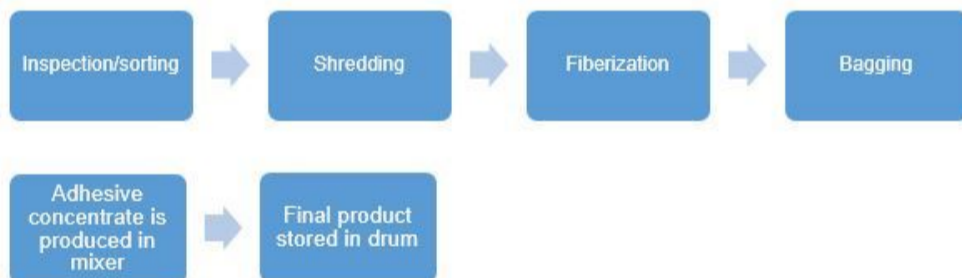 Inspection/sorting
Shredding
Fiberization
Bagging
Adhesive
concentrate is
produced in
mixer
Final product
stored in drum